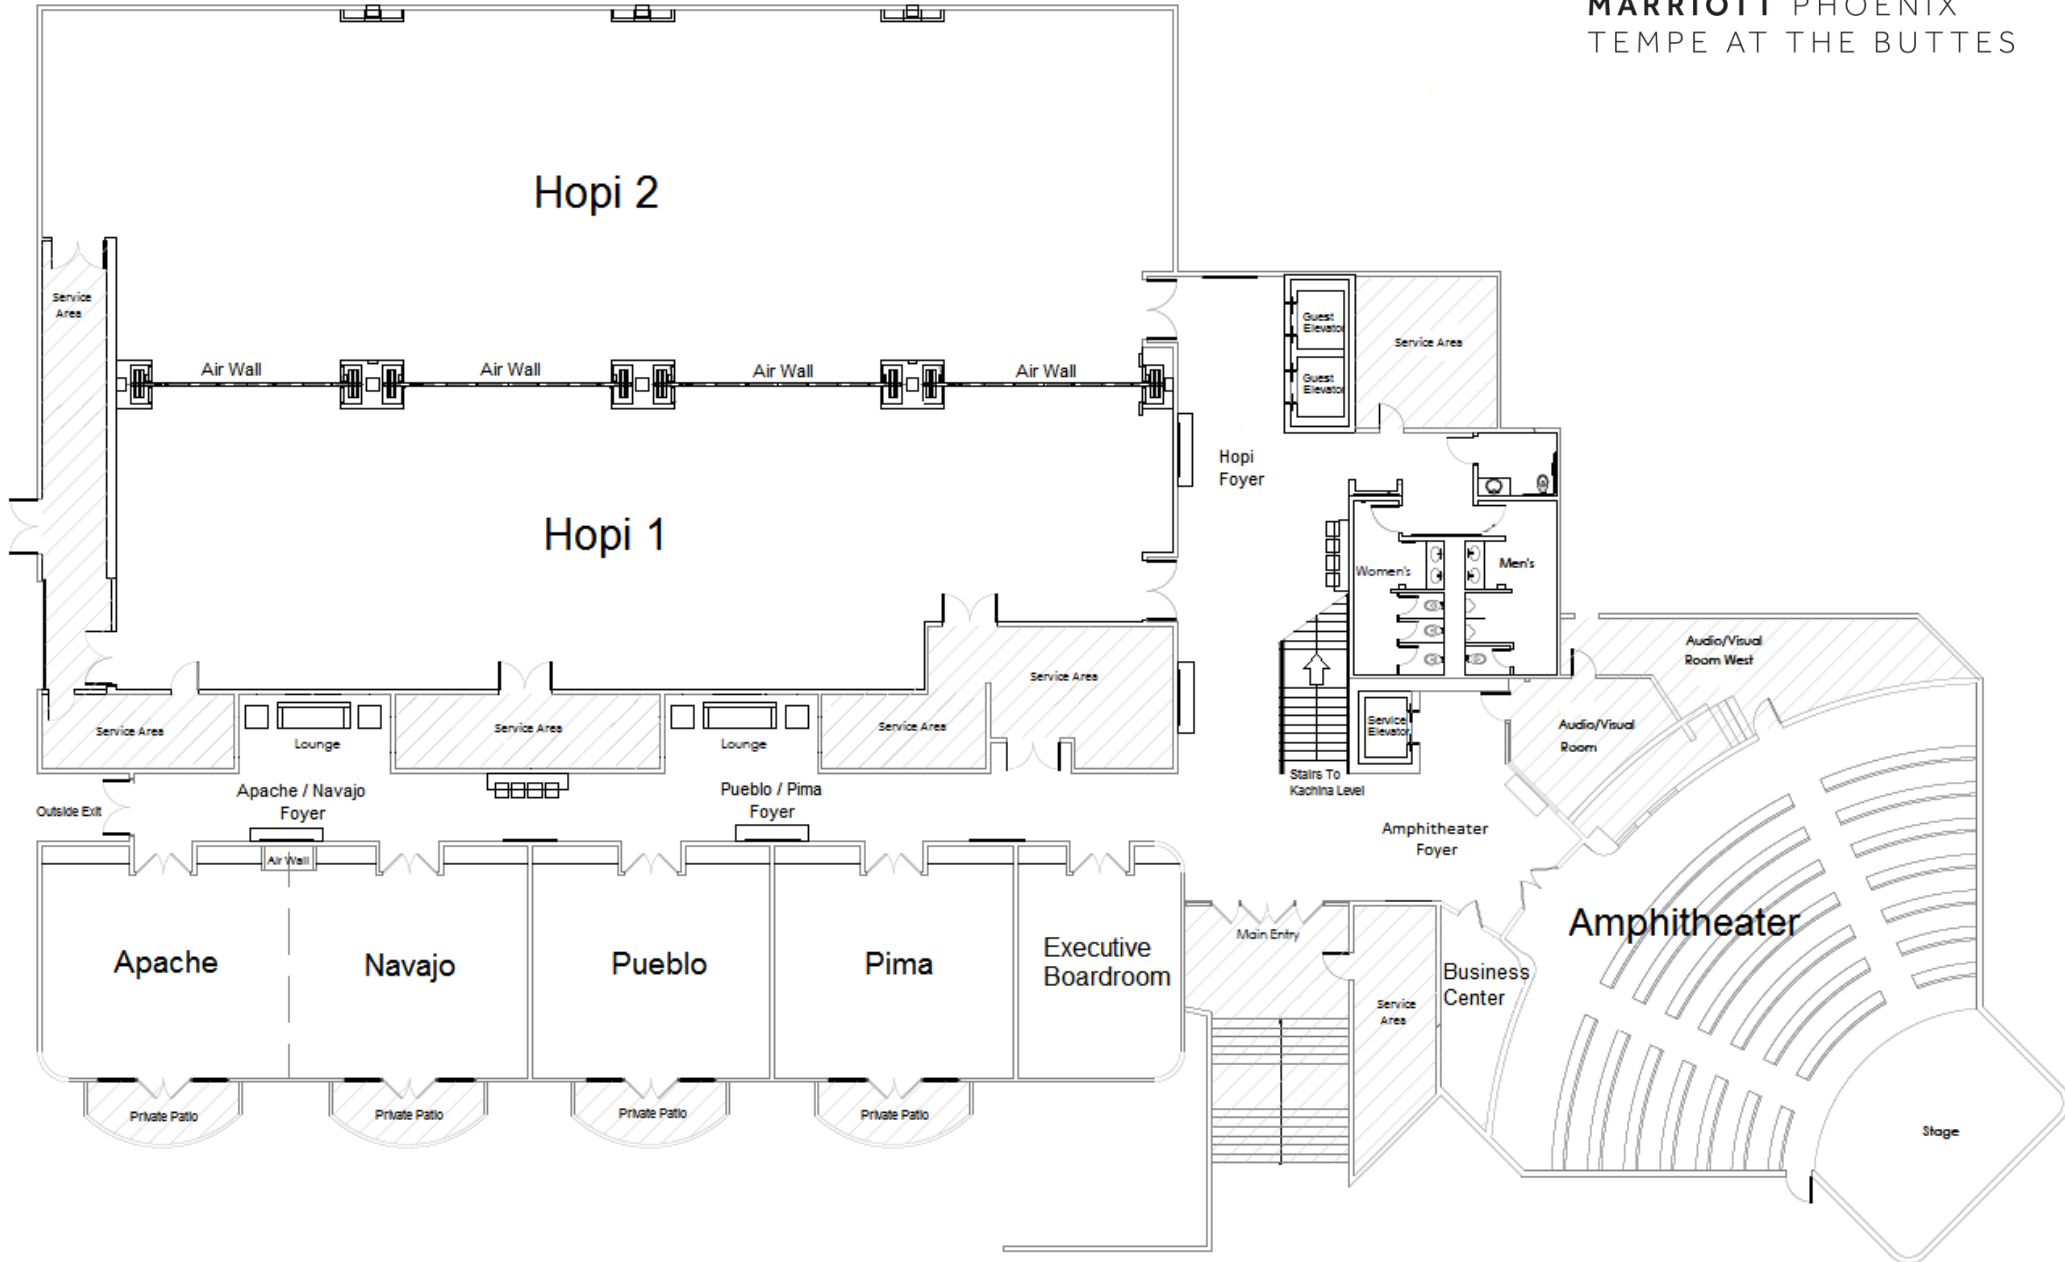 MARRIOTT PHOENIX
TEMPE AT THE BUTTES
Hopi 2
Service
Area
Guest
Elevator
Service Area
Air Wall
Air Wall
Air Wall
Air Wall
Guest
Elevator
Hopi
Foyer
Hopi 1
Women's
Men's
Audio/Visual
Room West
Service Area
Service Area
Lounge
Service Area
Lounge
Service Area
Service
Elevator
Audio/Visual
Room
Stairs To
Kachina Level
Outside Exit
Apache / Navajo
Foyer
Pueblo / Pima
Foyer
Amphitheater
Foyer
Air Wall
Apache
Navajo
Pueblo
Pima
Executive
Boardroom
Main Entry
Amphitheater
Business
Center
Service
Area
Private Patio
Private Patio
Private Patio
Private Patio
Stage